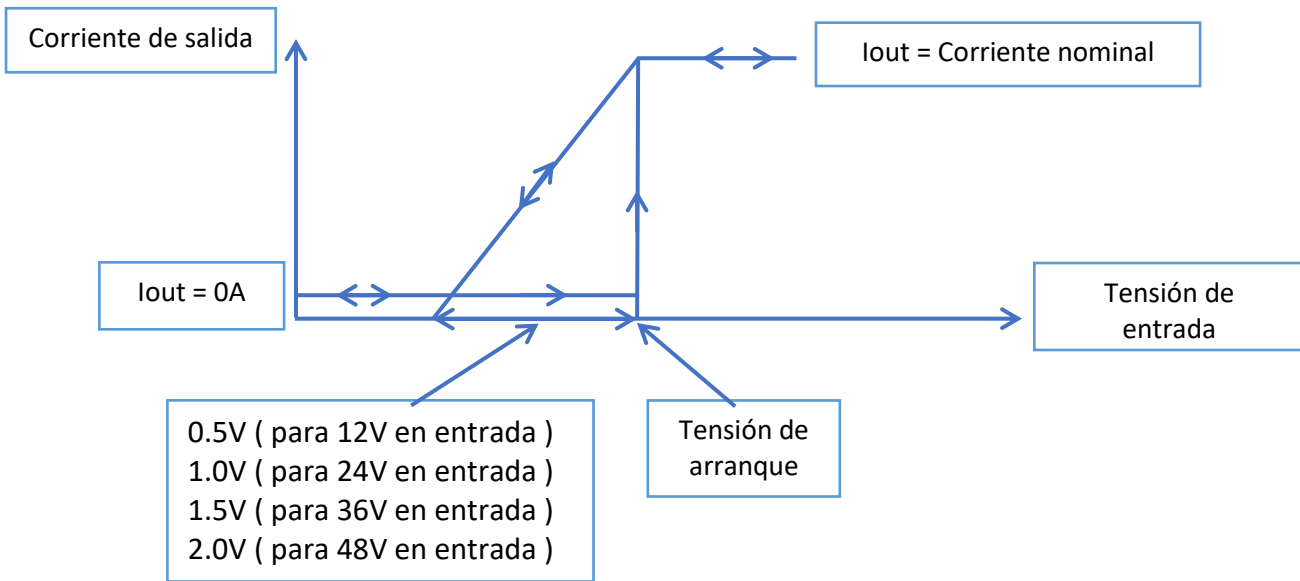 Corriente de salida
Iout = Corriente nominal
Iout = 0A
Tensión de
entrada
0.5V ( para 12V en entrada )
1.0V ( para 24V en entrada )
1.5V ( para 36V en entrada )
2.0V ( para 48V en entrada )
Tensión de
arranque